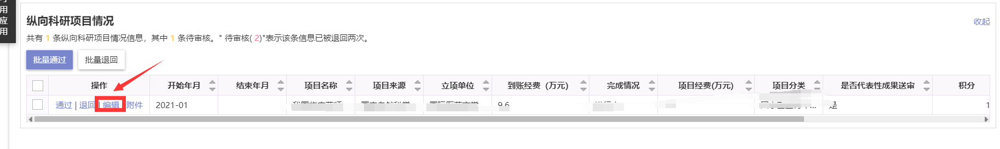 用
应
用
纵向科研项目情况
收起
共有 1 条纵向科研项目情况信息，其中 1 条待审核。" 待审核( 2)"表示该条信息已被退回两次。
批量通过 批量退回
操作 开始年月 结束年月 项目名称 项目来源 立项单位 到账经费（万元） 完成情况 项目经费(万元) 项目分类 是否代表性成果送审 积分
通过 | 退回 | 编辑 | 附件 2021-01 9.6 是 1